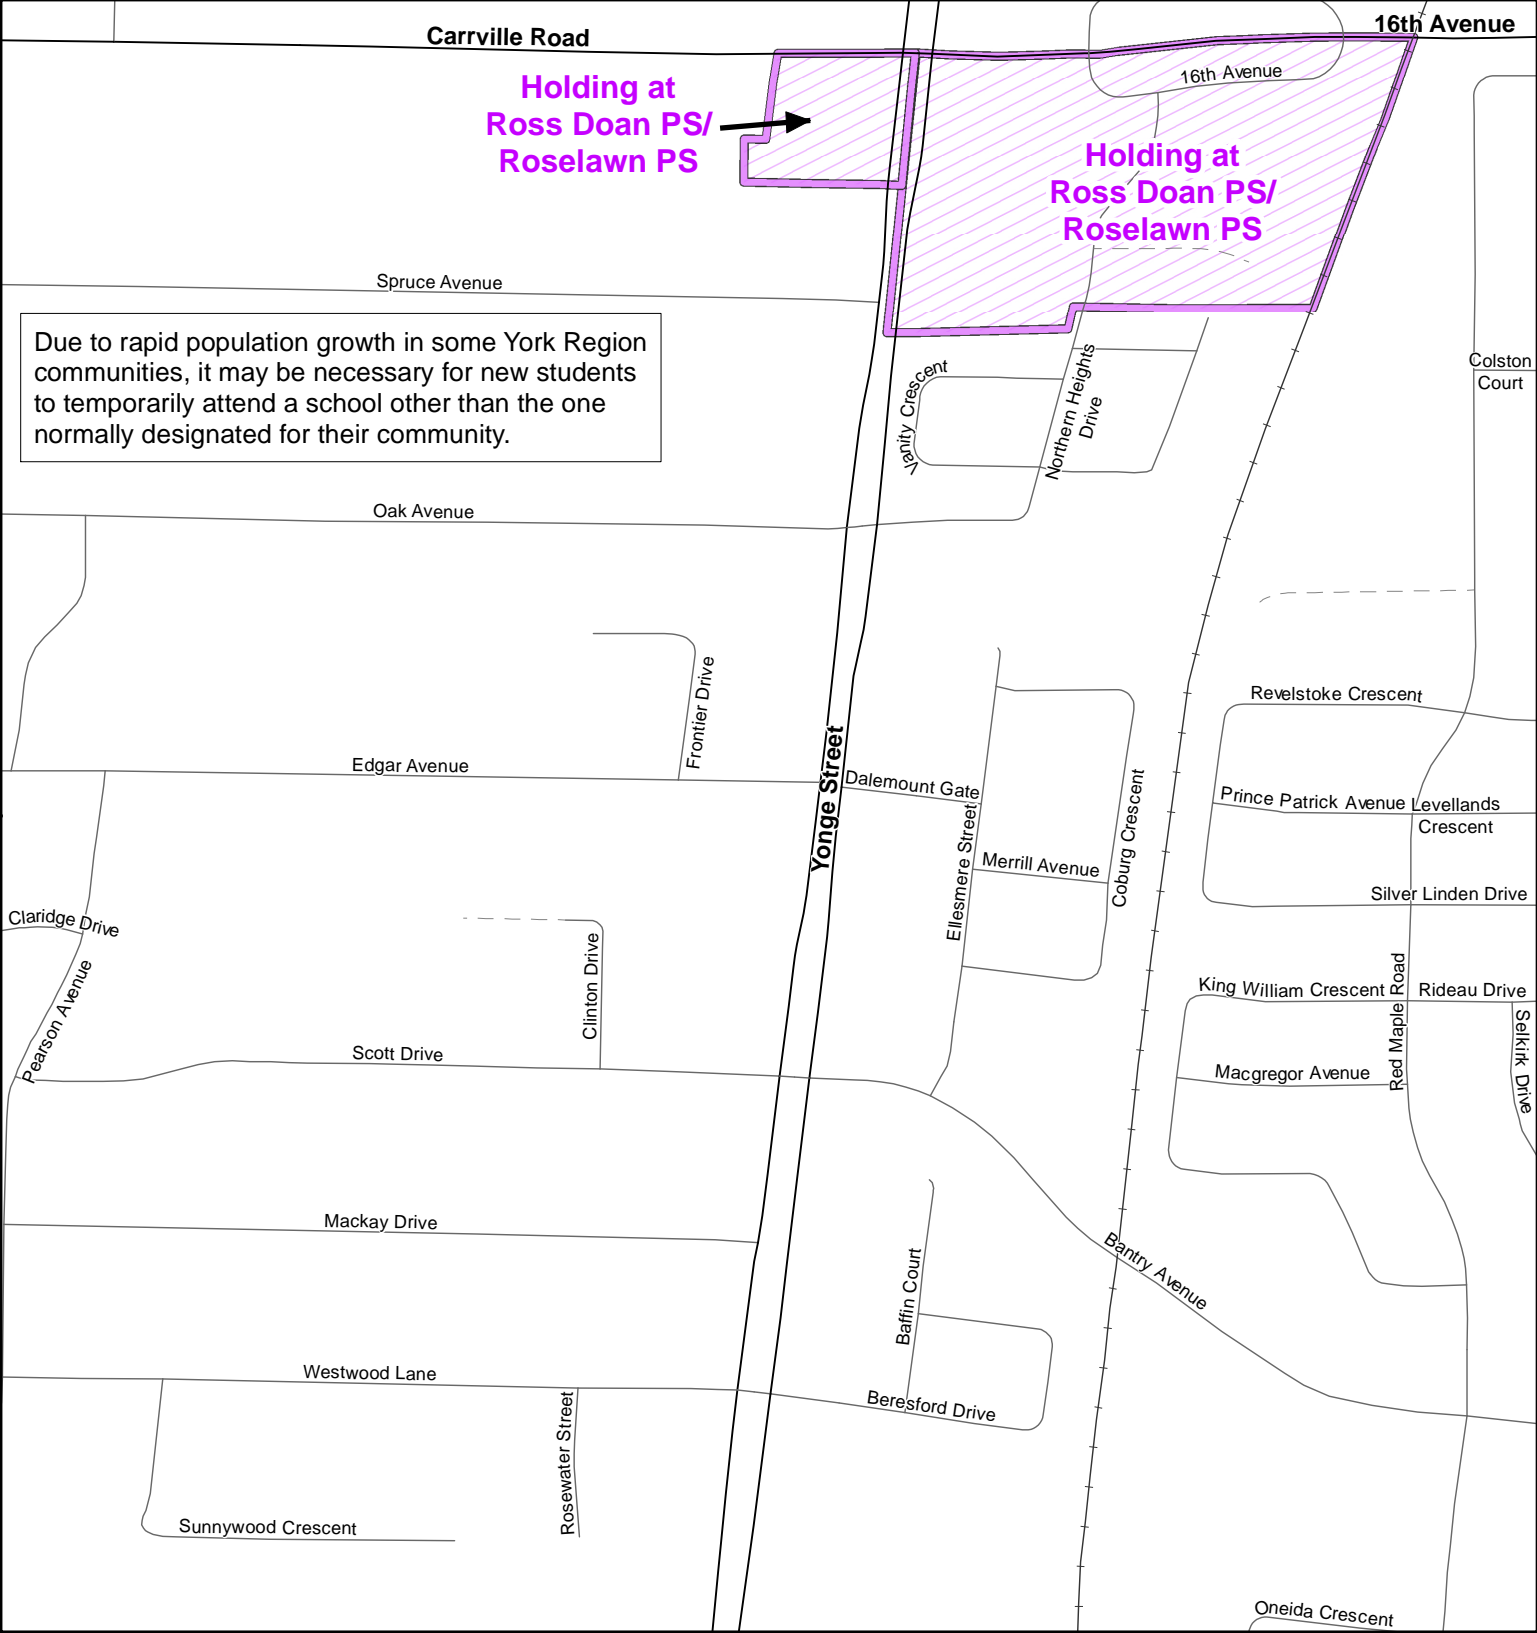 Carrville Road
16th Avenue
16th Avenue
Holding at
Ross Doan PS/
Roselawn PS
Holding at
Ross Doan PS/
Roselawn PS
Spruce Avenue
Due to rapid population growth in some York Region
communities, it may be necessary for new students
to temporarily attend a school other than the one
normally designated for their community.
Vanity Crescent
Northern Heights
Drive
Colston
Court
Oak Avenue
Frontier Drive
Revelstoke Crescent
Edgar Avenue
Yonge Street
Dalemount Gate
Ellesmere Street
Merrill Avenue
Coburg Crescent
Prince Patrick Avenue
Levellands
Crescent
Silver Linden Drive
Claridge Drive
Pearson Avenue
Clinton Drive
Scott Drive
King William Crescent
Red Maple Road
Rideau Drive
Selkirk Drive
Macgregor Avenue
Mackay Drive
Baffin Court
Bantry Avenue
Westwood Lane
Beresford Drive
Rosewater Street
Sunnywood Crescent
Oneida Crescent